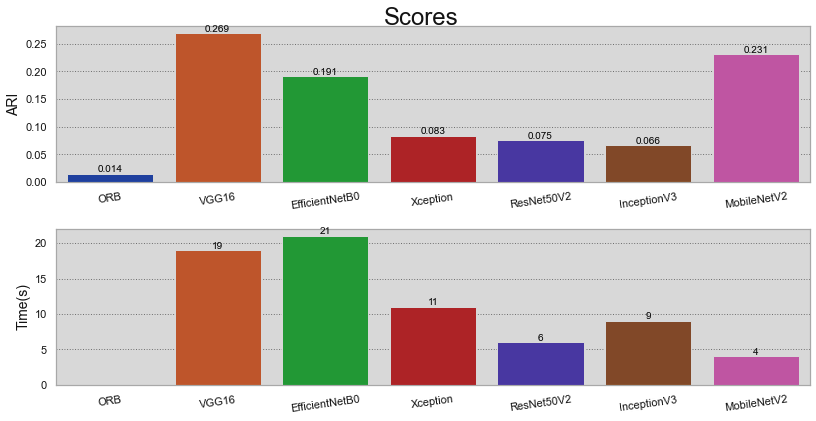 Scores
ARI
0.25
0.20
0.15
0.10
0.05
0.00
0.014
0.269
0.191
0.083
0.075
0.066
0.231
ORB
VGG16
EfficientNetB0
Xception
ResNet50V2
InceptionV3
MobileNetV2
Time(s)
20
15
10
5
0
19
21
11
6
9
4
ORB
VGG16
EfficientNetB0
Xception
ResNet50V2
InceptionV3
MobileNetV2